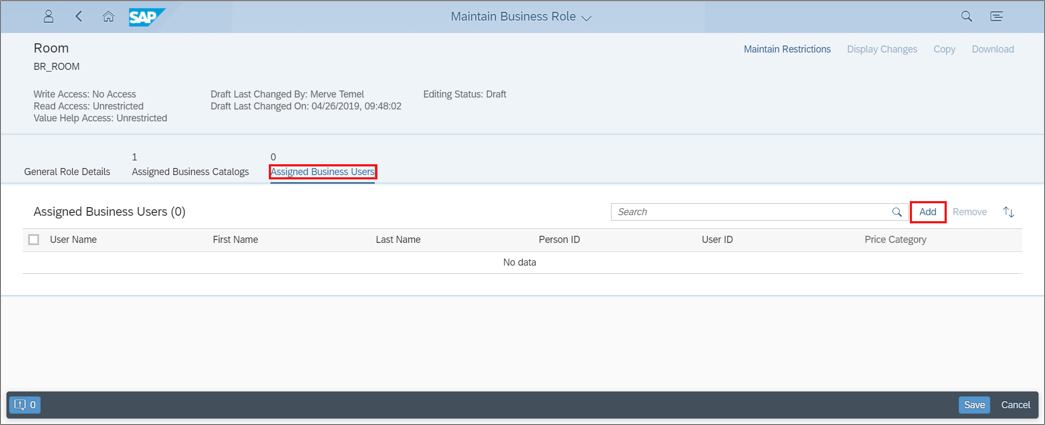 SAP Maintain Business Role
Room Maintain Restrictions Display Changes Copy Download
BR_ROOM
Write Access: No Access Draft Last Changed By: Merve Temel Editing Status: Draft
Read Access: Unrestricted Draft Last Changed On: 04/26/2019, 09:48:02
Value Help Access: Unrestricted
1 0
General Role Details Assigned Business Catalogs Assigned Business Users
Assigned Business Users (0) Search Add Remove
User Name First Name Last Name Person ID User ID Price Category
No data
0 Save Cancel